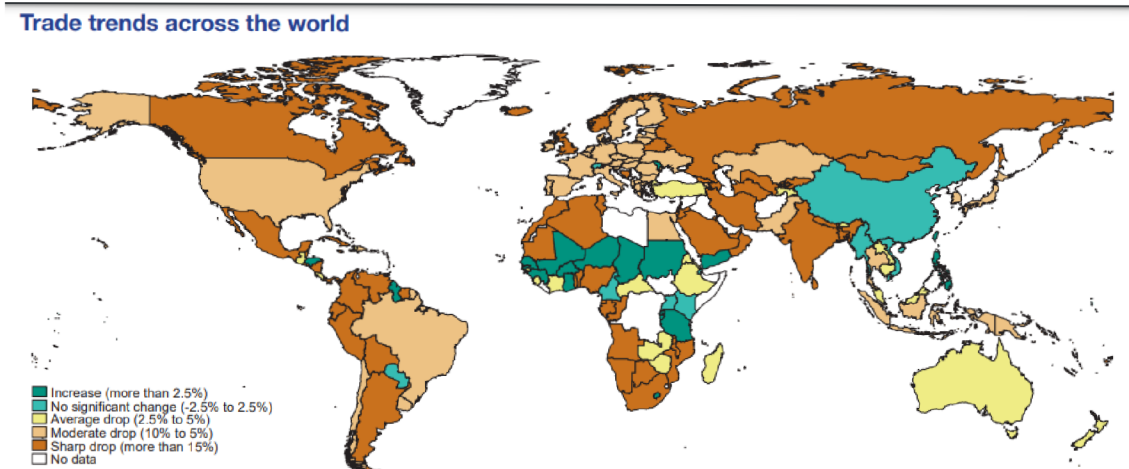 Trade trends across the world
Increase (more than 2.5%)
No significant change (-2.5% to 2.5%)
Average drop (2.5% to 5%)
Moderate drop (10% to 5%)
Sharp drop (more than 15%)
No data